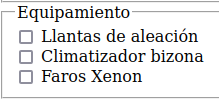 Equipamiento
Llantas de aleación
Climatizador bizona
Faros Xenon